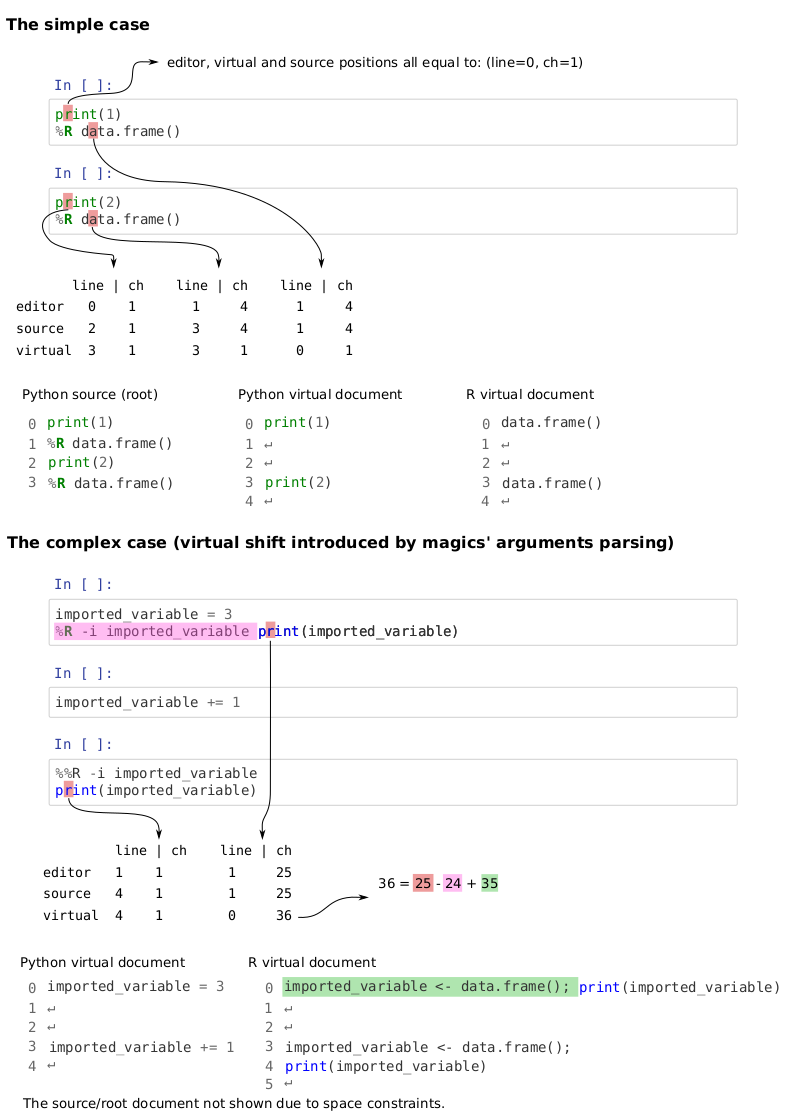 The simple case
editor, virtual and source positions all equal to: (line=0, ch=1)
In [ ]:
print(1)
%R data.frame()
In [ ]:
print(2)
%R data.frame()
line | ch line | ch line | ch
editor 0 1 1 4 1 4
source 2 1 3 4 1 4
virtual 3 1 3 1 0 1
Python source (root) Python virtual document R virtual document
0 print(1) 0 print(1) 0 data.frame()
1 %R data.frame() 1 ↵ 1 ↵
2 print(2) 2 ↵ 2 ↵
3 %R data.frame() 3 print(2) 3 data.frame()
4 ↵ 4 ↵
The complex case (virtual shift introduced by magics' arguments parsing)
In [ ]:
imported_variable = 3
%R -i imported_variable print(imported_variable)
In [ ]:
imported_variable += 1
In [ ]:
%%R -i imported_variable
print(imported_variable)
line | ch line | ch
editor 1 1 1 25
source 4 1 1 25
virtual 4 1 0 36
36 = 25 - 24 + 35
Python virtual document R virtual document
0 imported_variable = 3 0 imported_variable <- data.frame(); print(imported_variable)
1 ↵ 1 ↵
2 ↵ 2 ↵
3 imported_variable += 1 3 imported_variable <- data.frame();
4 ↵ 4 print(imported_variable)
5 ↵
The source/root document not shown due to space constraints.